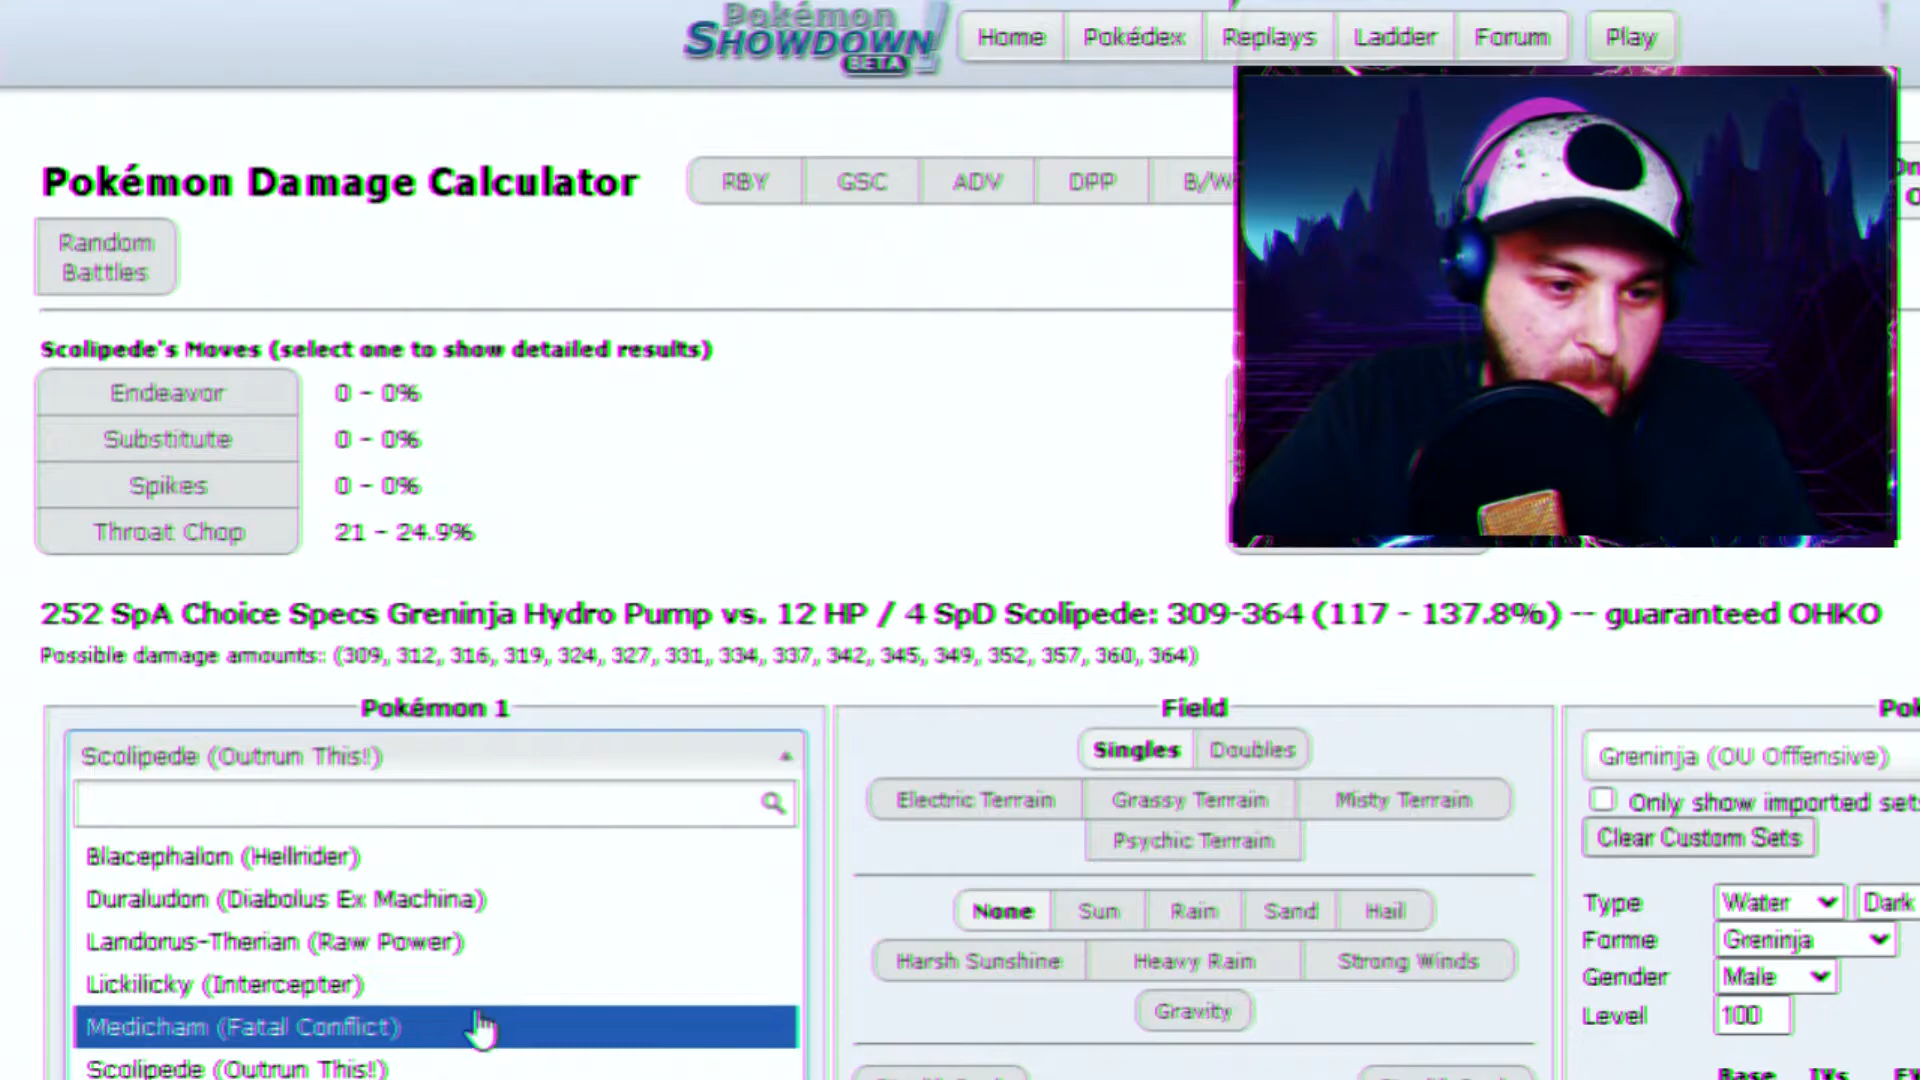 Pokémon
SHOWDOWN!
BETA
Home Pokédex Replays Ladder Forum Play
Pokémon Damage Calculator
RBY GSC ADV DPP
Random
Battles
Scolipede's Moves (select one to show detailed results)
Endeavor 0 - 0%
Substitute 0 - 0%
Spikes 0 - 0%
Throat Chop 21 - 24.9%
252 SpA Choice Specs Greninja Hydro Pump vs. 12 HP / 4 SpD Scolipede: 309-364 (117 - 137.8%) -- guaranteed OHKO
Possible damage amounts: (309, 312, 316, 319, 324, 327, 331, 334, 337, 342, 345, 349, 352, 357, 360, 364)
Pokémon 1
Scolipede (Outrun This!)
Blacephalon (Hellrider)
Duraludon (Diabolus Ex Machina)
Landorus-Therian (Raw Power)
Lickilicky (Intercepter)
Medicham (Fatal Conflict)
Scolipede (Outrun This!)
Field
Singles Doubles
Electric Terrain Grassy Terrain Misty Terrain
Psychic Terrain
None Sun Rain Sand Hail
Harsh Sunshine Heavy Rain Strong Winds
Gravity
Greninja (OU Offensive)
Only show imported sets
Clear Custom Sets
Type Water Dark
Forme Greninja
Gender Male
Level 100
Base IVs